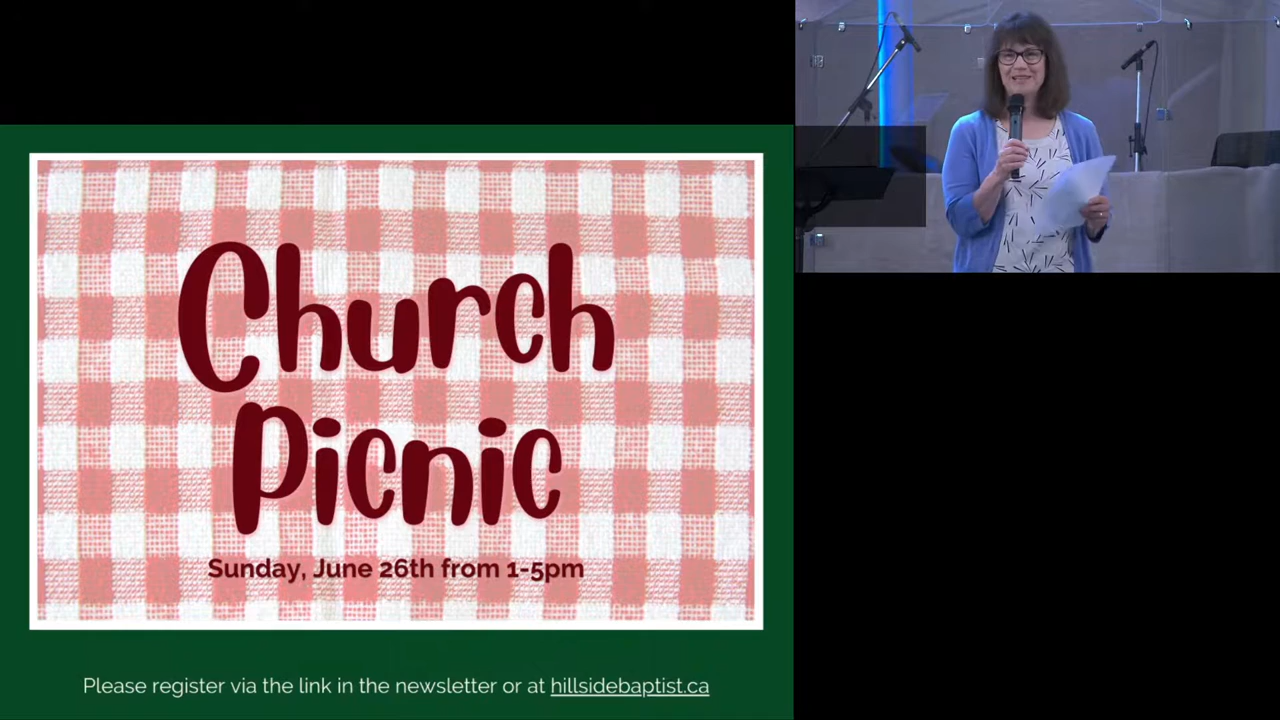 Church
Picnic
Sunday, June 26th from 1-5pm
Please register via the link in the newsletter or at hillsidebaptist.ca